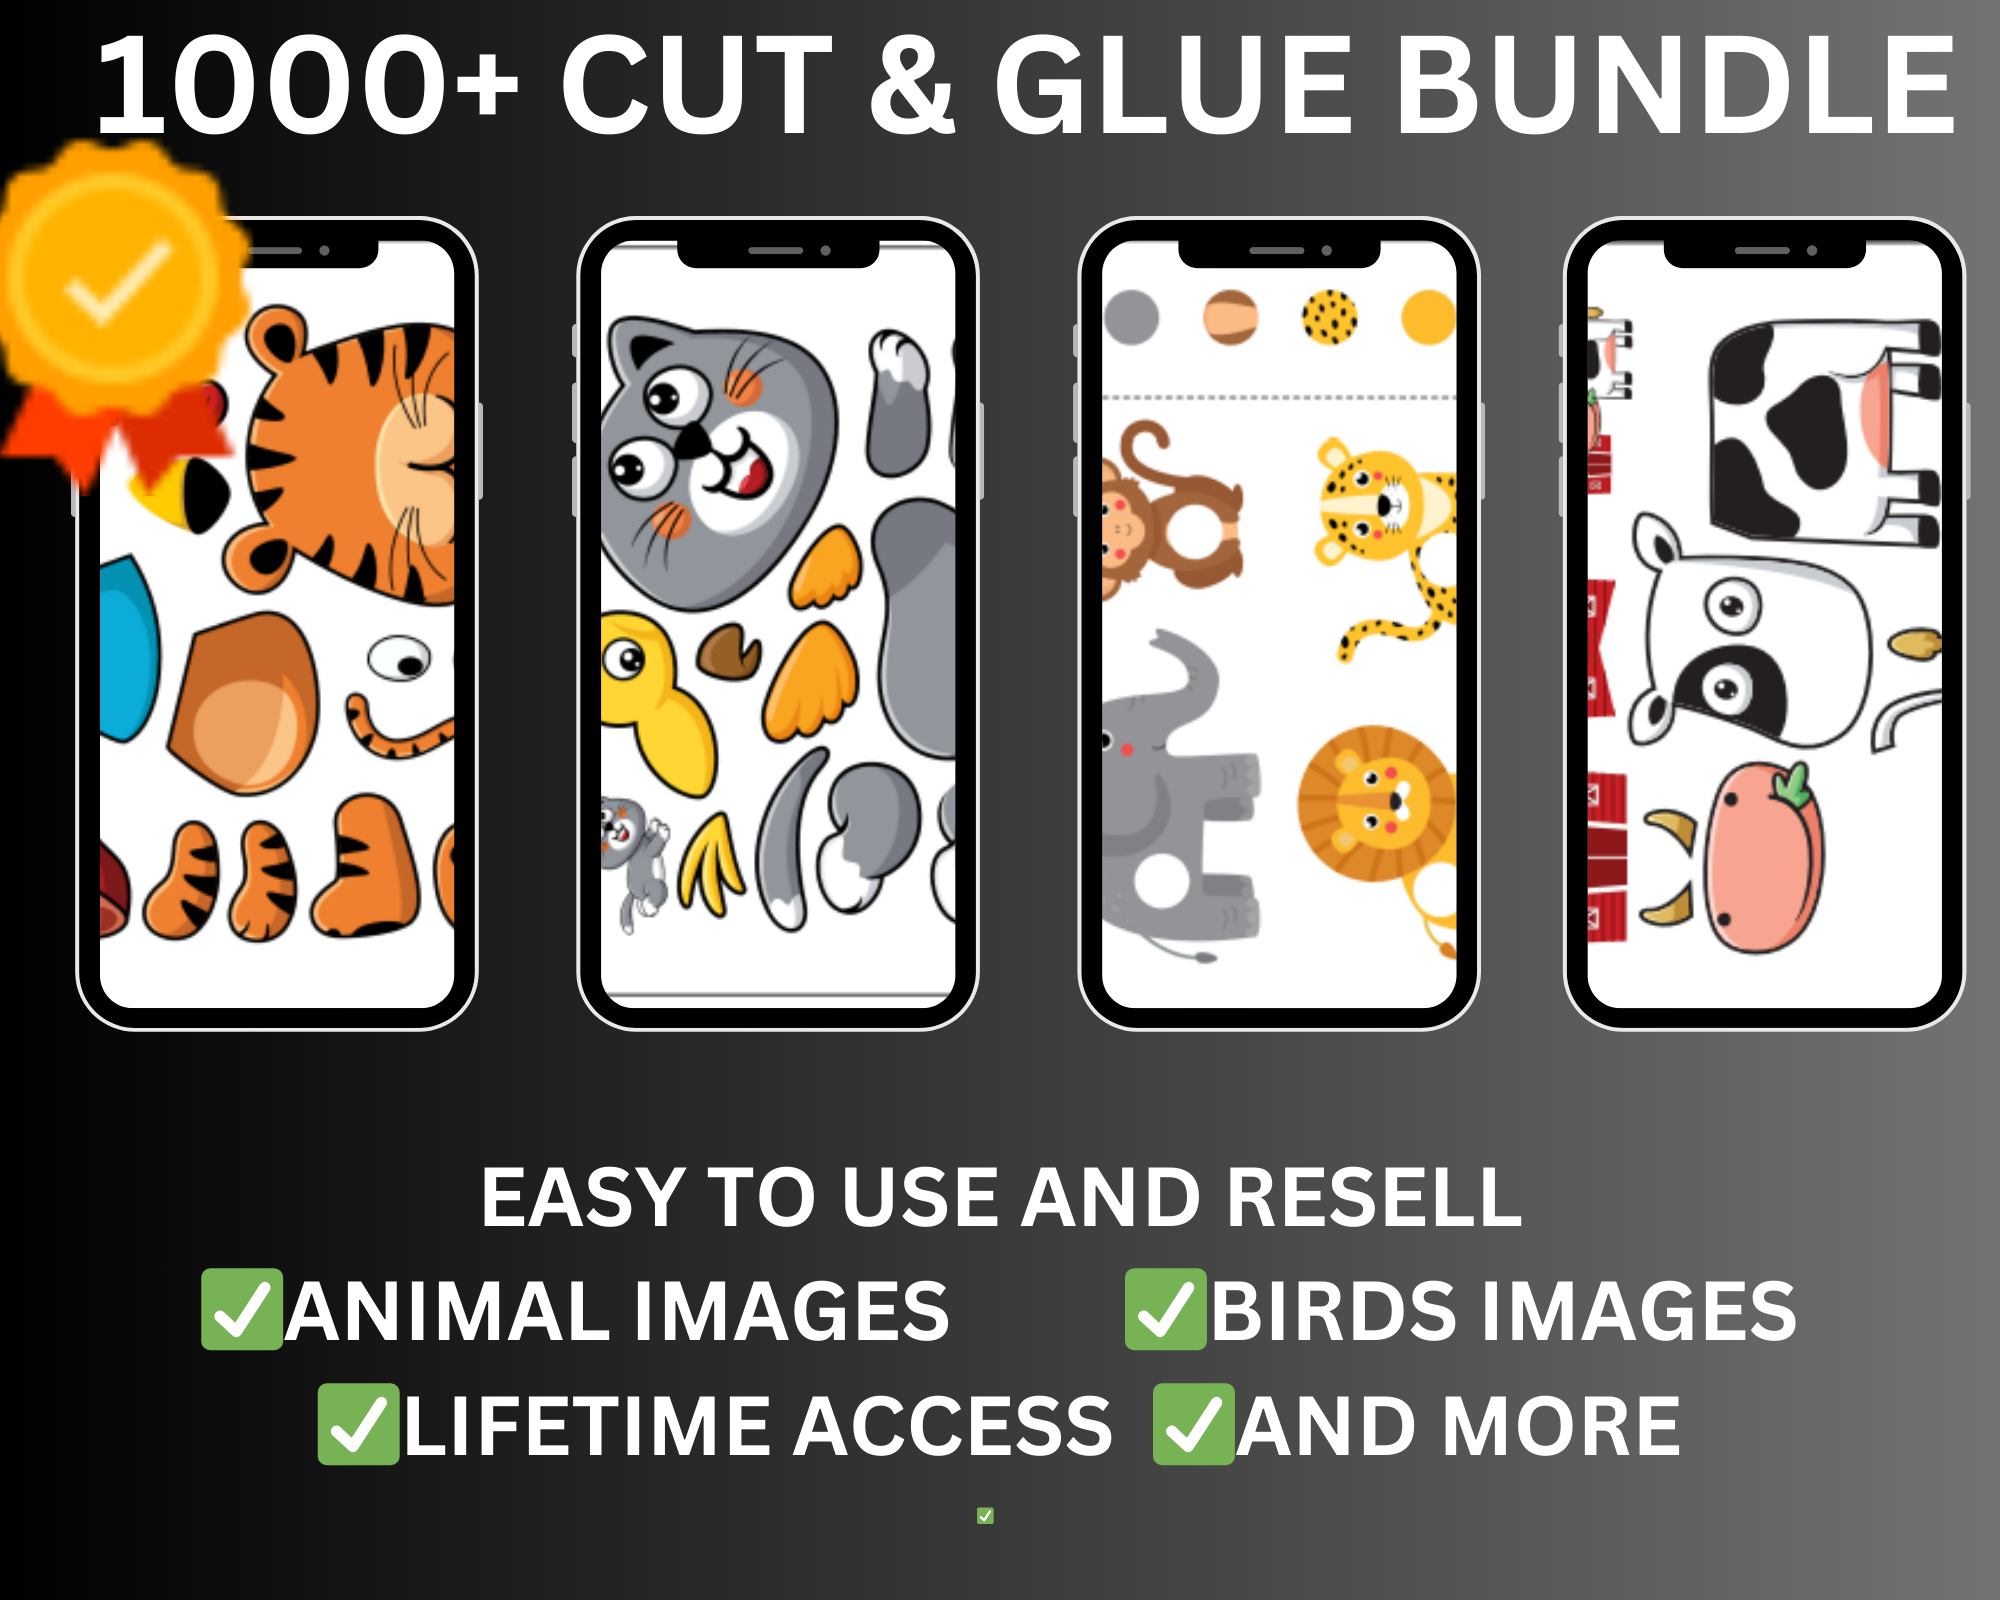 1000+ CUT & GLUE BUNDLE
EASY TO USE AND RESELL
✅ANIMAL IMAGES ✅BIRDS IMAGES
✅LIFETIME ACCESS ✅AND MORE
✅